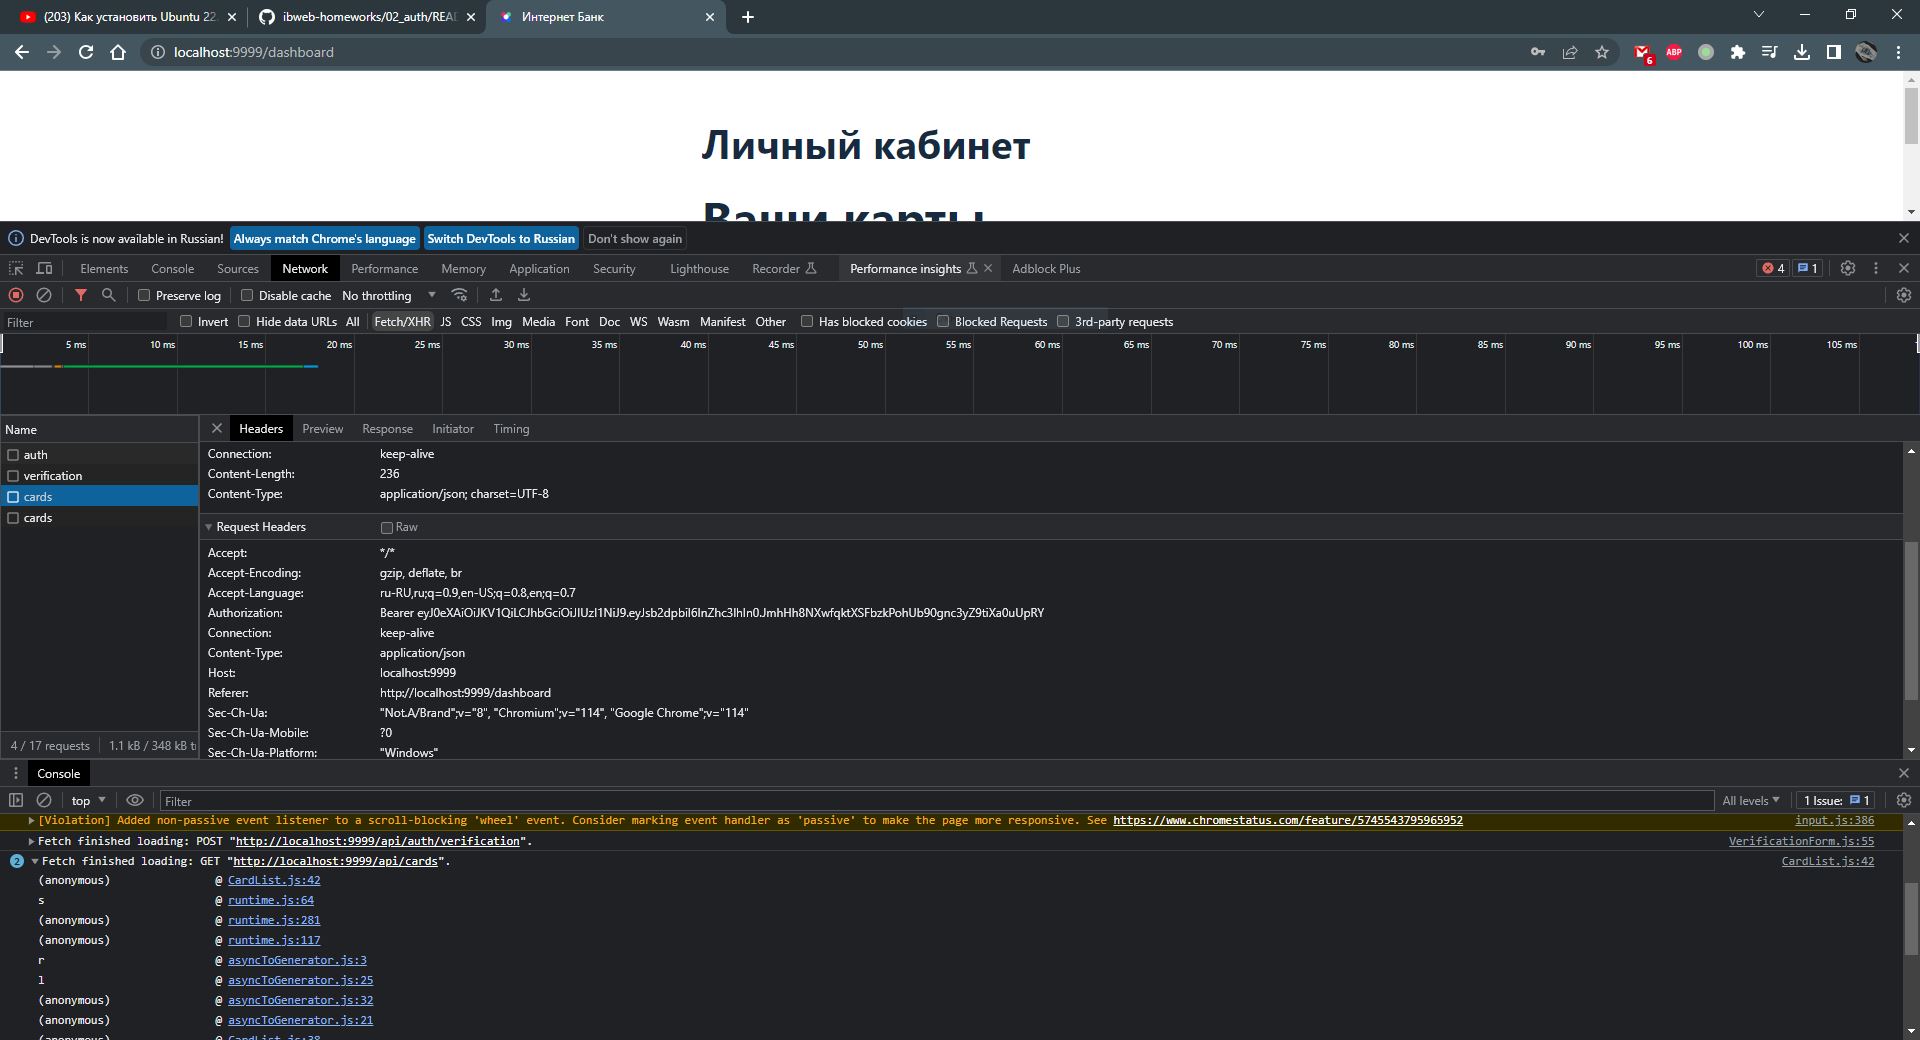 (203) Как установить Ubuntu 22.
ibweb-homeworks/02_auth/READ
Интернет Банк
localhost:9999/dashboard
6
ABP
Личный кабинет
Ваши карты
DevTools is now available in Russian!
Always match Chrome's language
Switch DevTools to Russian
Don't show again
Elements
Console
Sources
Network
Performance
Memory
Application
Security
Lighthouse
Recorder
Performance insights
Adblock Plus
4
1
Preserve log
Disable cache
No throttling
Filter
Invert
Hide data URLs
All
Fetch/XHR
JS
CSS
Img
Media
Font
Doc
WS
Wasm
Manifest
Other
Has blocked cookies
Blocked Requests
3rd-party requests
5 ms
10 ms
15 ms
20 ms
25 ms
30 ms
35 ms
40 ms
45 ms
50 ms
55 ms
60 ms
65 ms
70 ms
75 ms
80 ms
85 ms
90 ms
95 ms
100 ms
105 ms
Name
Headers
Preview
Response
Initiator
Timing
auth
verification
cards
cards
Connection: keep-alive
Content-Length: 236
Content-Type: application/json; charset=UTF-8
Request Headers
Raw
Accept: */*
Accept-Encoding: gzip, deflate, br
Accept-Language: ru-RU,ru;q=0.9,en-US;q=0.8,en;q=0.7
Authorization: Bearer
Connection: keep-alive
Content-Type: application/json
Host: localhost:9999
Referer: http://localhost:9999/dashboard
Sec-Ch-Ua: "Not.A/Brand";v="8", "Chromium";v="114", "Google Chrome";v="114"
Sec-Ch-Ua-Mobile: ?0
Sec-Ch-Ua-Platform: "Windows"
4 / 17 requests
1.1 kB / 348 kB
Console
top
Filter
All levels
1 Issue:
1
[Violation] Added non-passive event listener to a scroll-blocking 'wheel' event. Consider marking event handler as 'passive' to make the page more responsive. See https://www.chromestatus.com/feature/5745543795965952
input.js:386
Fetch finished loading: POST "http://localhost:9999/api/auth/verification".
VerificationForm.js:55
2
Fetch finished loading: GET "http://localhost:9999/api/cards".
CardList.js:42
(anonymous) @ CardList.js:42
s @ runtime.js:64
(anonymous) @ runtime.js:281
(anonymous) @ runtime.js:117
r @ asyncToGenerator.js:3
l @ asyncToGenerator.js:25
(anonymous) @ asyncToGenerator.js:32
(anonymous) @ asyncToGenerator.js:21
(anonymous) @ CardList.js:38